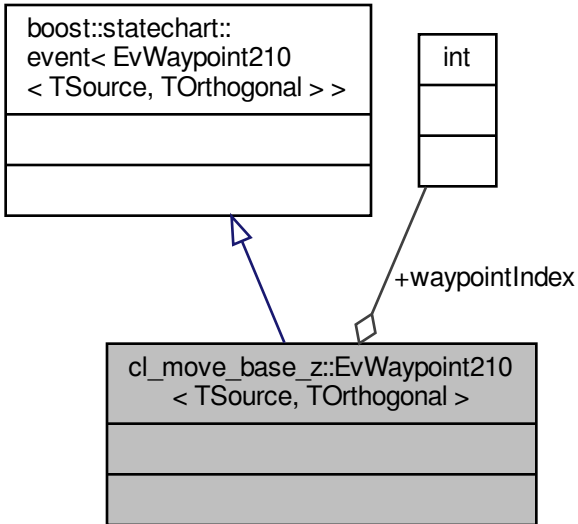 boost::statechart::
event< EvWaypoint210
< TSource, TOrthogonal > >
int
+waypointIndex
cl_move_base_z::EvWaypoint210
< TSource, TOrthogonal >